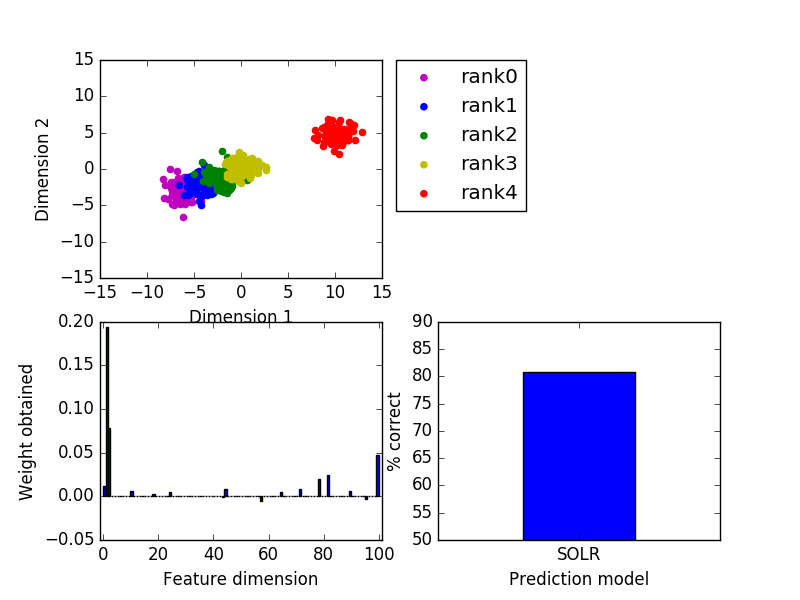 15
10
5
0
−5
−10
−15
Dimension 2
−15 −10 −5 0 5 10 15
Dimension 1
rank0
rank1
rank2
rank3
rank4
0.20
0.15
0.10
0.05
0.00
−0.05
Weight obtained
0 20 40 60 80 100
Feature dimension
90
85
80
75
70
65
60
55
50
% correct
SOLR
Prediction model